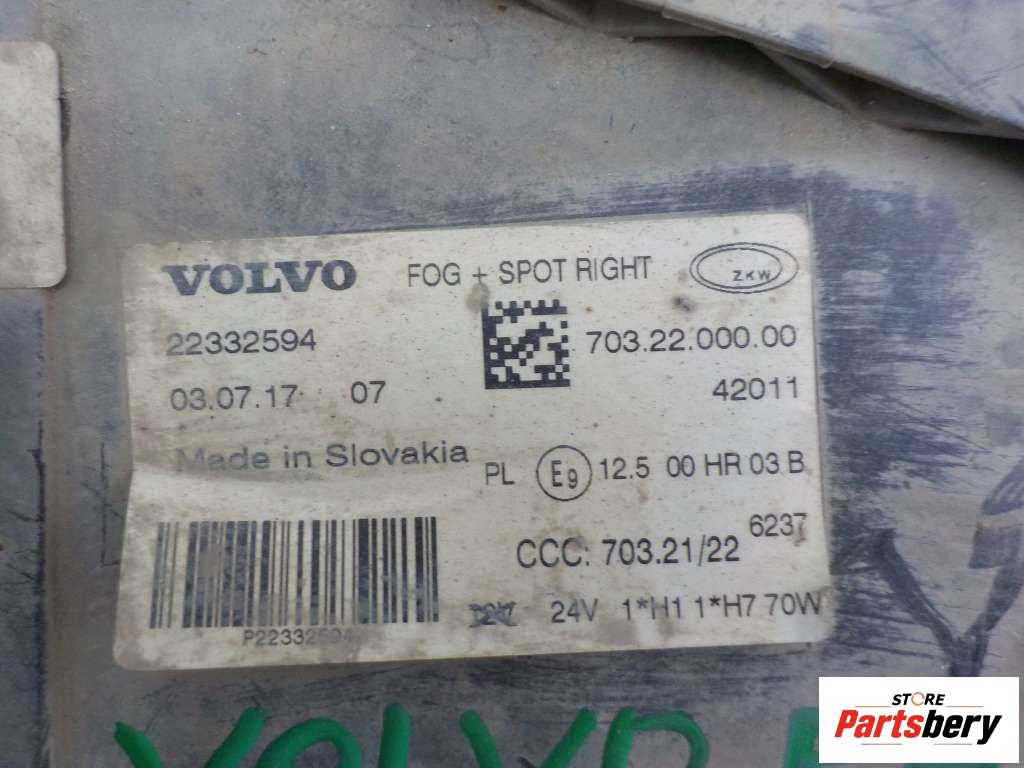 VOLVO FOG + SPOT RIGHT ZKW
22332594 703.22.000.00
03.07.17 07 42011
Made in Slovakia
PL E9 12.5 00 HR 03 B
6237
CCC: 703.21/22
24V 1*H1 1*H7 70W
P22332594
VOLVO
STORE
Partsbery